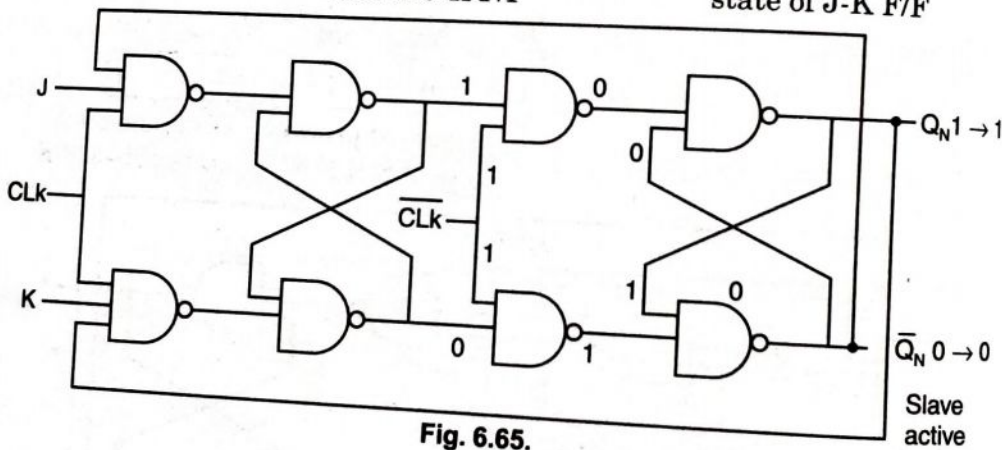 state of J-K F/F
J
1
0
Q_N 1 → 1
0
1
CLk
C̅L̅k̅
1
1
0
K
0
1
Q̅_N 0 → 0
Slave
active
Fig. 6.65.